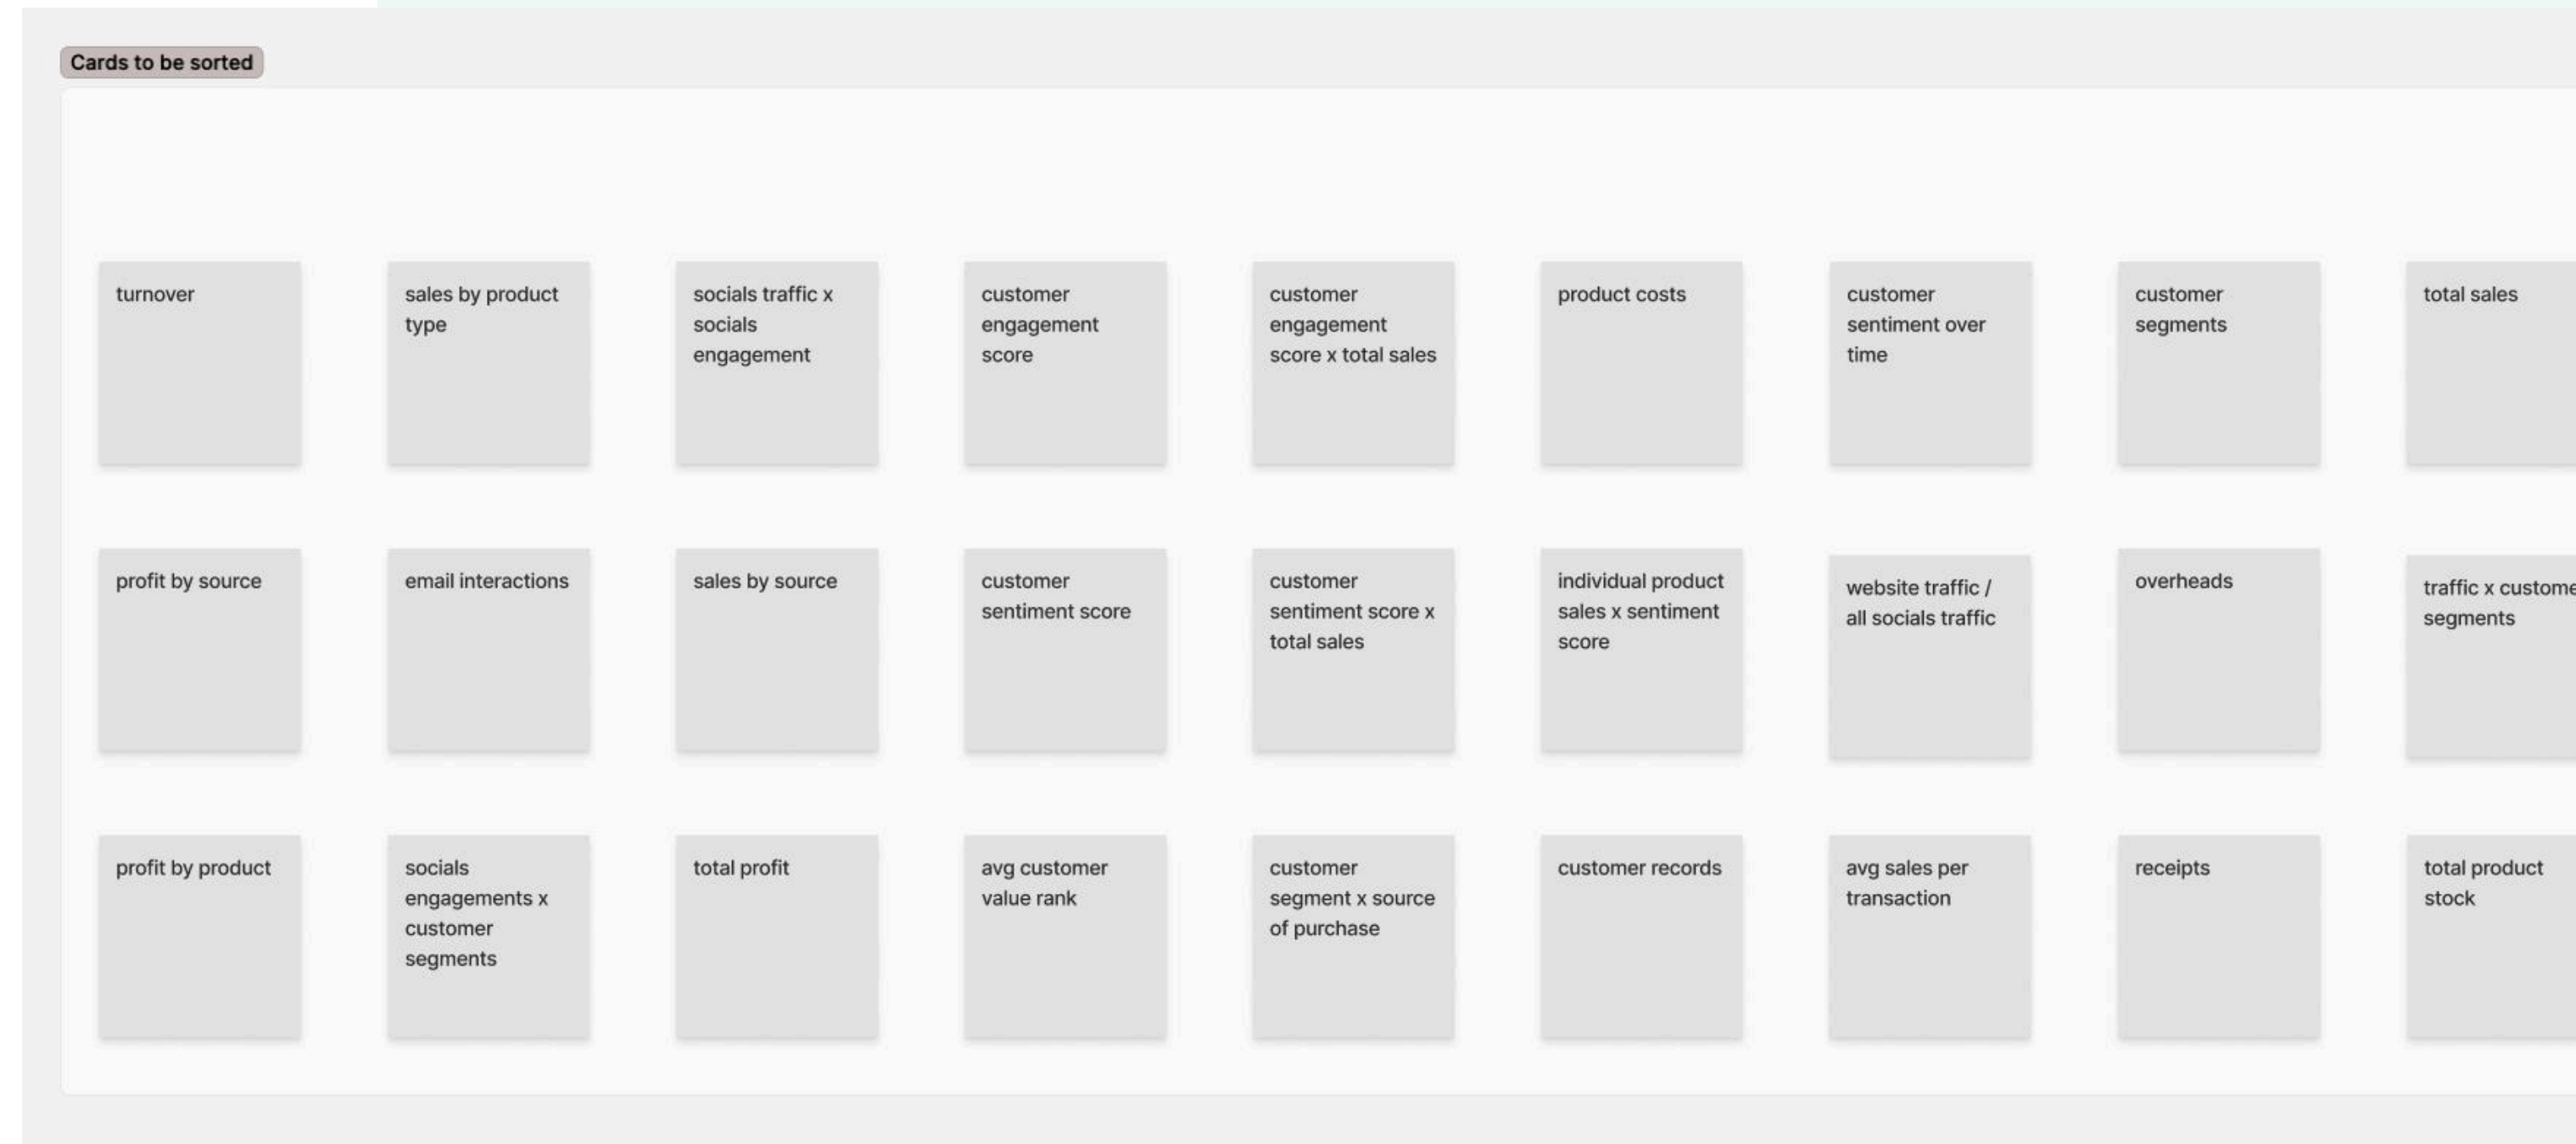 Cards to be sorted
turnover
sales by product
type
socials traffic x
socials
engagement
customer
engagement
score
customer
engagement
score x total sales
product costs
customer
sentiment over
time
customer
segments
total sales
profit by source
email interactions
sales by source
customer
sentiment score
customer
sentiment score x
total sales
individual product
sales x sentiment
score
website traffic /
all socials traffic
overheads
traffic x custome
segments
profit by product
socials
engagements x
customer
segments
total profit
avg customer
value rank
customer
segment x source
of purchase
customer records
avg sales per
transaction
receipts
total product
stock